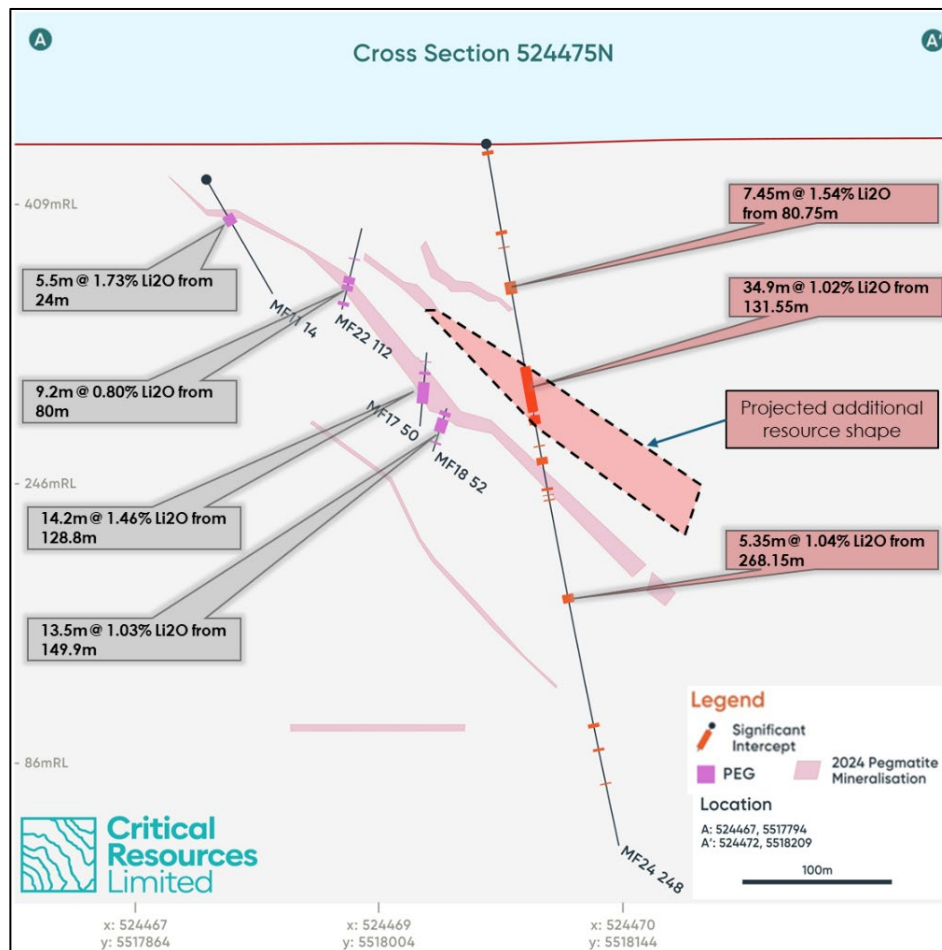 A
A'
Cross Section 524475N
409mRL
246mRL
86mRL
5.5m @ 1.73% Li2O from
24m
9.2m @ 0.80% Li2O from
80m
14.2m @ 1.46% Li2O from
128.8m
13.5m @ 1.03% Li2O from
149.9m
MF11 14
MF22 112
MF17 50
MF18 52
MF24 248
7.45m @ 1.54% Li2O
from 80.75m
34.9m @ 1.02% Li2O from
131.55m
Projected additional
resource shape
5.35m @ 1.04% Li2O from
268.15m
Legend
Significant
Intercept
PEG
2024 Pegmatite
Mineralisation
Location
A: 524467, 5517794
A': 524472, 5518209
100m
Critical
Resources
Limited
x: 524467
y: 5517864
x: 524469
y: 5518004
x: 524470
y: 5518144